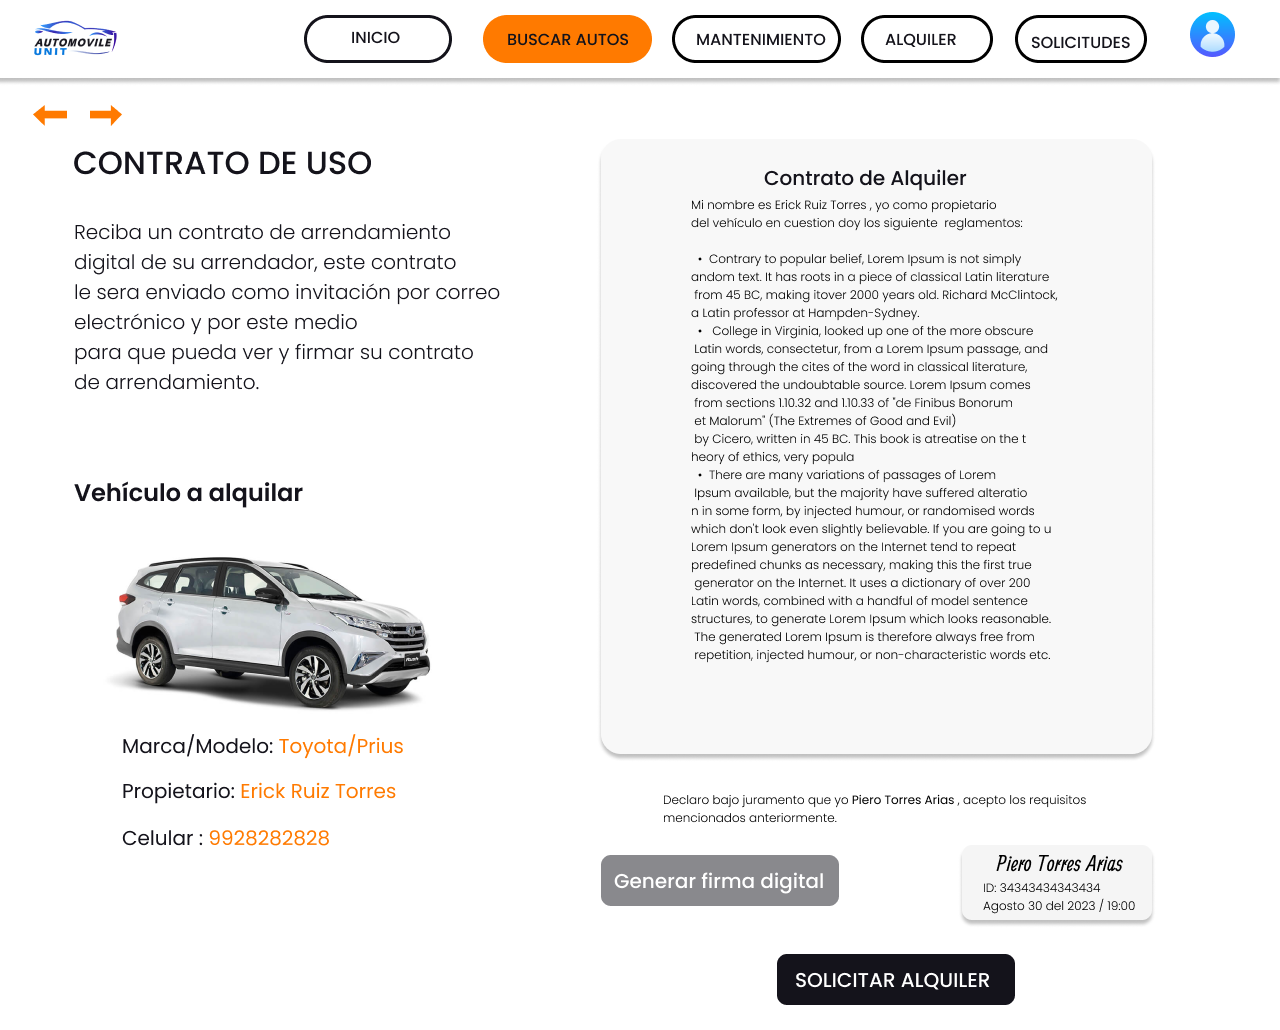 AUTOMOVILE
UNIT
INICIO
BUSCAR AUTOS
MANTENIMIENTO
ALQUILER
SOLICITUDES
CONTRATO DE USO
Reciba un contrato de arrendamiento
digital de su arrendador, este contrato
le sera enviado como invitación por correo
electrónico y por este medio
para que pueda ver y firmar su contrato
de arrendamiento.
Vehículo a alquilar
Marca/Modelo: Toyota/Prius
Propietario: Erick Ruiz Torres
Celular : 9928282828
Contrato de Alquiler
Mi nombre es Erick Ruiz Torres , yo como propietario
del vehículo en cuestion doy los siguiente  reglamentos:
• Contrary to popular belief, Lorem Ipsum is not simply
andom text. It has roots in a piece of classical Latin literature
from 45 BC, making itover 2000 years old. Richard McClintock,
a Latin professor at Hampden-Sydney.
• College in Virginia, looked up one of the more obscure
Latin words, consectetur, from a Lorem Ipsum passage, and
going through the cites of the word in classical literature,
discovered the undoubtable source. Lorem Ipsum comes
from sections 1.10.32 and 1.10.33 of "de Finibus Bonorum
et Malorum" (The Extremes of Good and Evil)
by Cicero, written in 45 BC. This book is atreatise on the t
heory of ethics, very popula
• There are many variations of passages of Lorem
Ipsum available, but the majority have suffered alteratio
n in some form, by injected humour, or randomised words
which don't look even slightly believable. If you are going to u
Lorem Ipsum generators on the Internet tend to repeat
predefined chunks as necessary, making this the first true
generator on the Internet. It uses a dictionary of over 200
Latin words, combined with a handful of model sentence
structures, to generate Lorem Ipsum which looks reasonable.
The generated Lorem Ipsum is therefore always free from
repetition, injected humour, or non-characteristic words etc.
Declaro bajo juramento que yo Piero Torres Arias , acepto los requisitos
mencionados anteriormente.
Generar firma digital
Piero Torres Arias
ID: 34343434343434
Agosto 30 del 2023 / 19:00
SOLICITAR ALQUILER